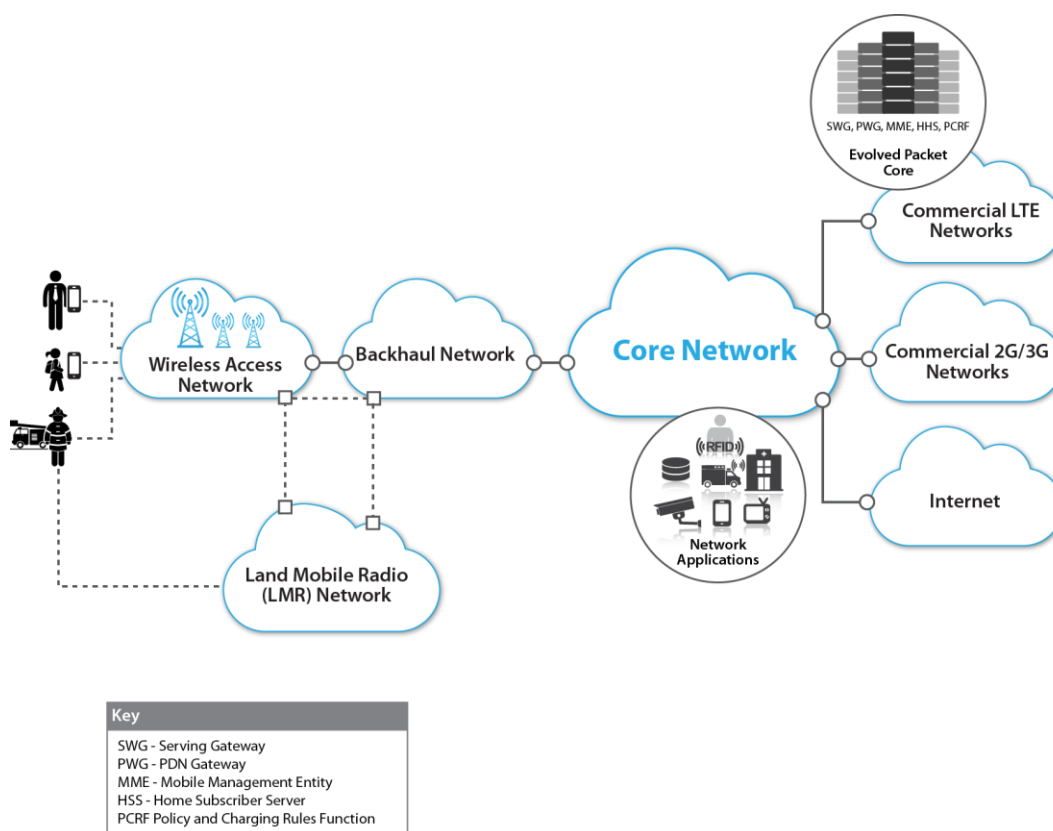 SWG, PWG, MME, HHS, PCRF
Evolved Packet
Core
Commercial LTE
Networks
Wireless Access
Network
Backhaul Network
Core Network
Commercial 2G/3G
Networks
RFID
Network
Applications
Internet
Land Mobile Radio
(LMR) Network
Key
SWG - Serving Gateway
PWG - PDN Gateway
MME - Mobile Management Entity
HSS - Home Subscriber Server
PCRF Policy and Charging Rules Function